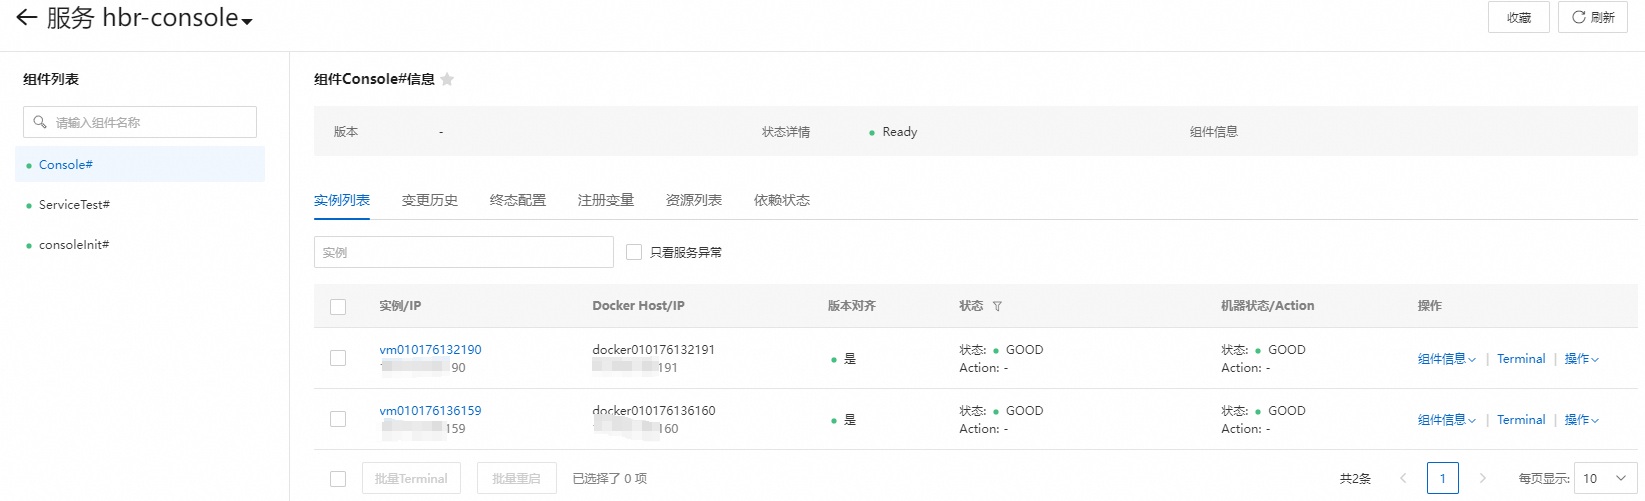 服务 hbr-console
收藏
刷新
组件列表
请输入组件名称
Console#
ServiceTest#
consoleInit#
组件Console#信息
版本 - 状态详情 Ready 组件信息
实例列表 变更历史 终态配置 注册变量 资源列表 依赖状态
实例 只看服务异常
实例/IP Docker Host/IP 版本对齐 状态 机器状态/Action 操作
vm010176132190 docker010176132191 是 状态: GOOD 状态: GOOD 组件信息 | Terminal | 操作
90 191 Action: - Action: -
vm010176136159 docker010176136160 是 状态: GOOD 状态: GOOD 组件信息 | Terminal | 操作
159 160 Action: - Action: -
批量Terminal 批量重启 已选择了 0 项 共2条 1 每页显示: 10